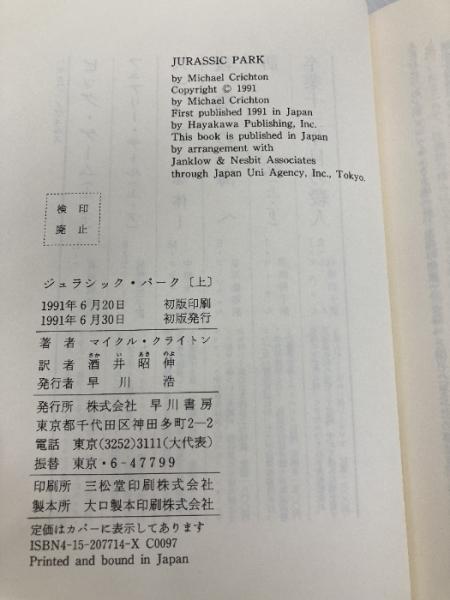 JURASSIC PARK
by Michael Crichton
Copyright © 1991
by Michael Crichton
First published 1991 in Japan
by Hayakawa Publishing, Inc.
This book is published in Japan
by arrangement with
Janklow & Nesbit Associates
through Japan Uni Agency, Inc., Tokyo.
検印
廃止
ジュラシック・パーク〔上〕
1991年6月20日 初版印刷
1991年6月30日 初版発行
著者 マイクル・クライトン
さかいあきのぶ
訳者 酒井昭伸
発行者 早川浩
発行所 株式会社 早川書房
東京都千代田区神田多町2–2
電話 東京(3252)3111(大代表)
振替 東京・6-47799
印刷所 三松堂印刷株式会社
製本所 大口製本印刷株式会社
定価はカバーに表示してあります
ISBN4-15-207714-X C0097
Printed and bound in Japan